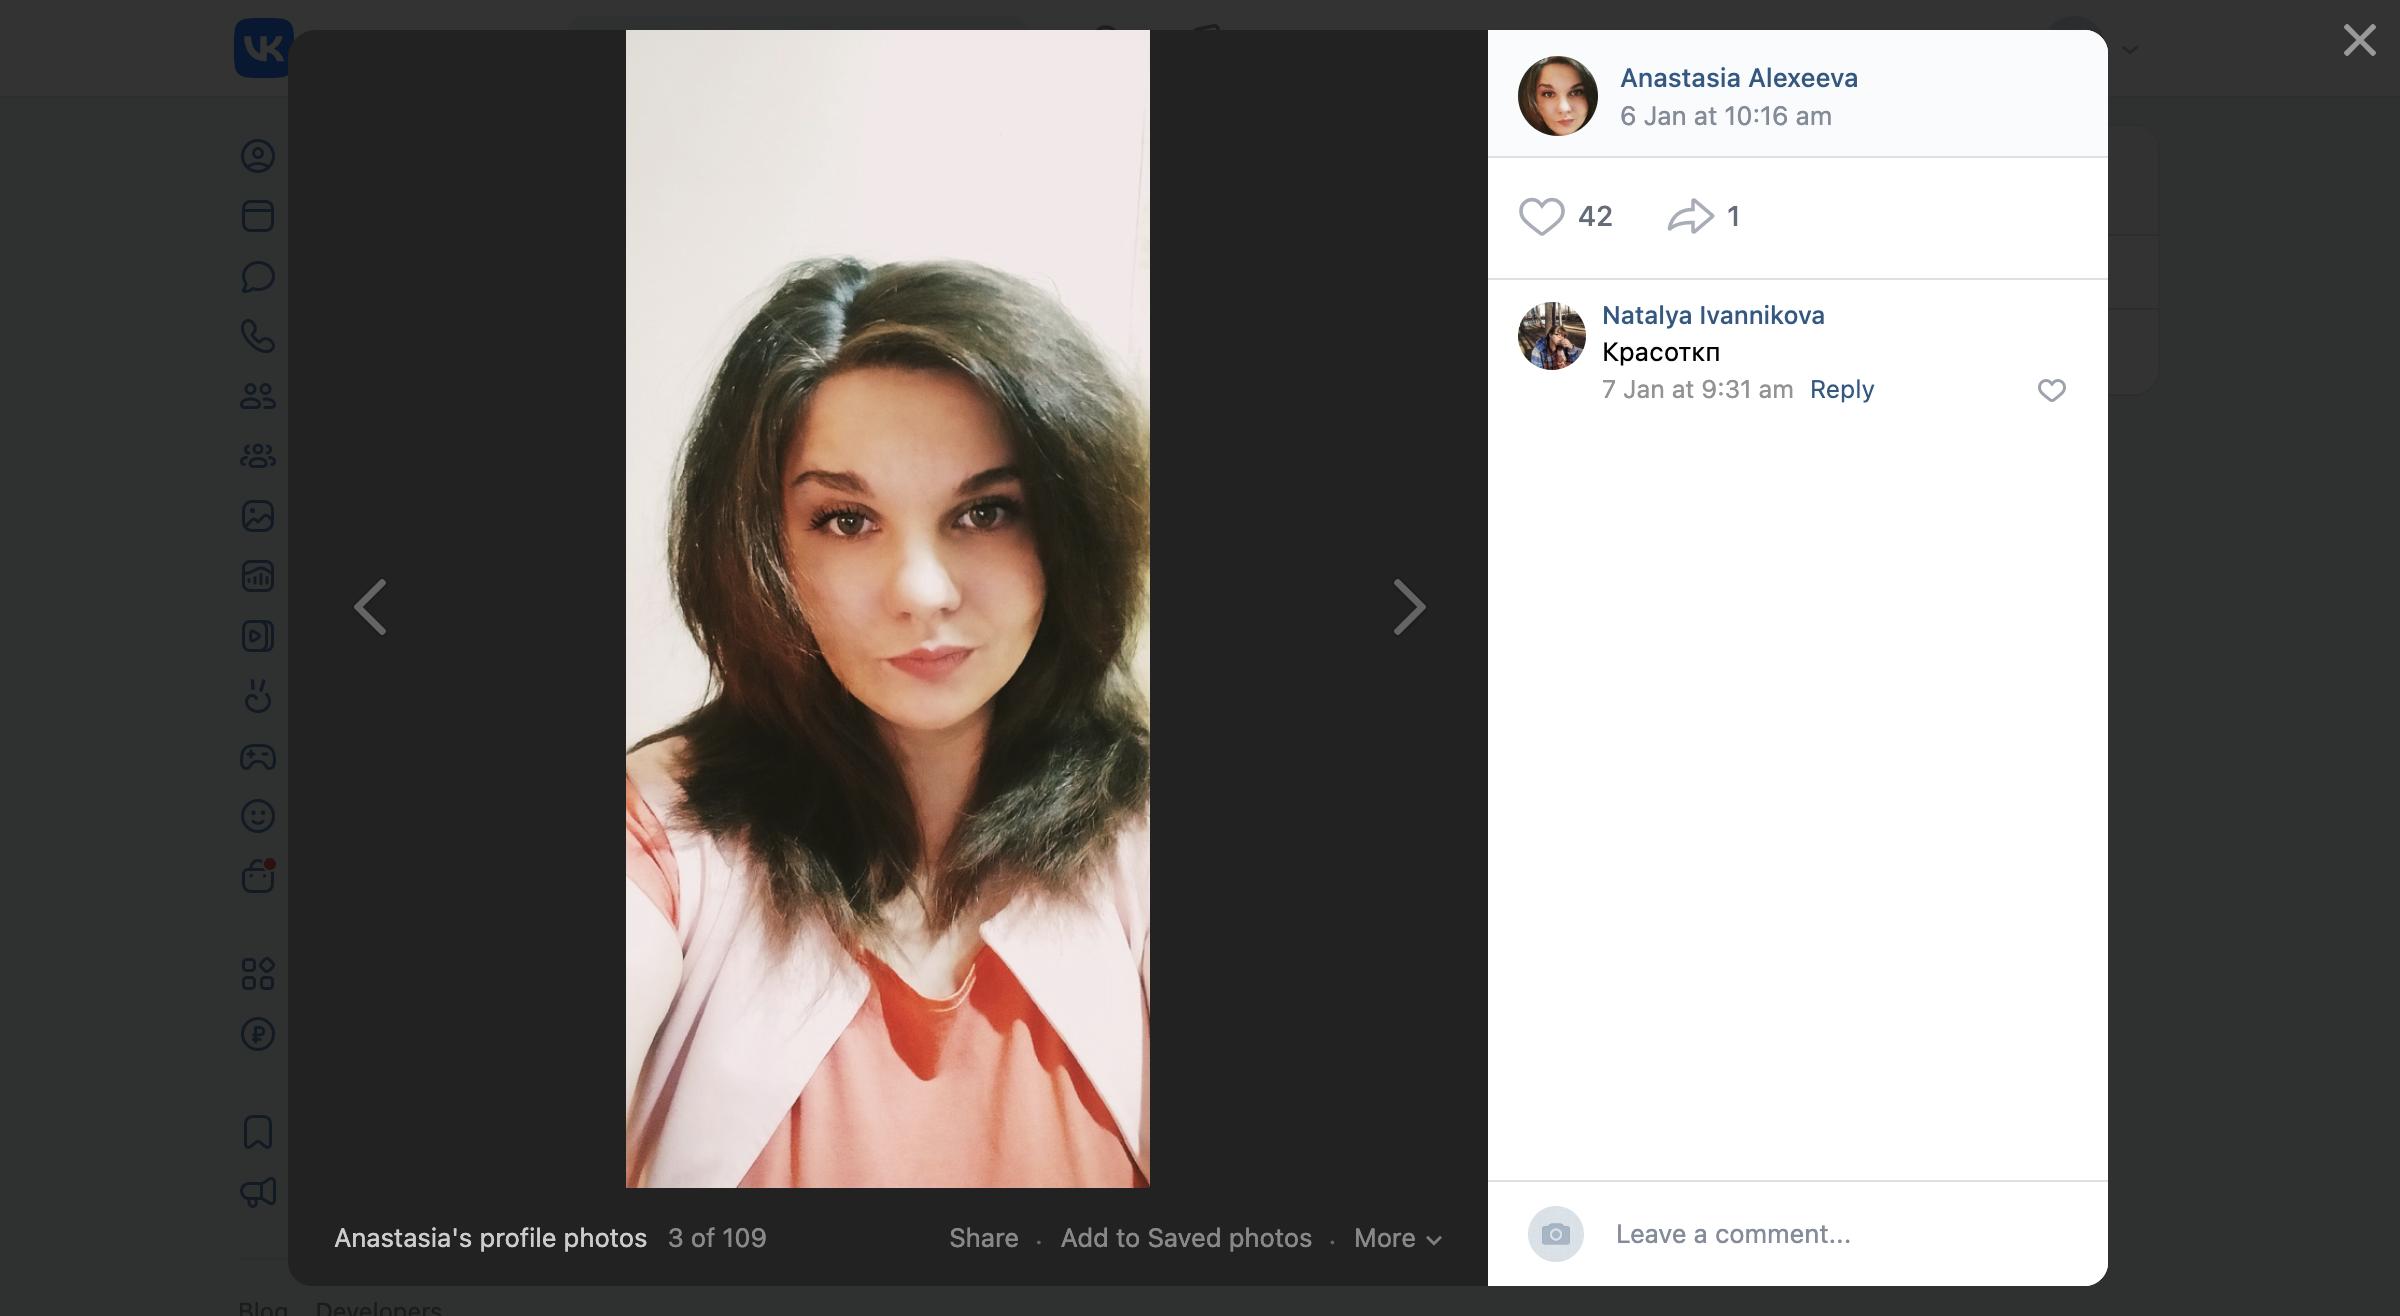 VK
Anastasia Alexeeva
6 Jan at 10:16 am
42
1
Natalya Ivannikova
Красоткп
7 Jan at 9:31 am Reply
Leave a comment...
Anastasia's profile photos 3 of 109
Share · Add to Saved photos · More
Blog Developers